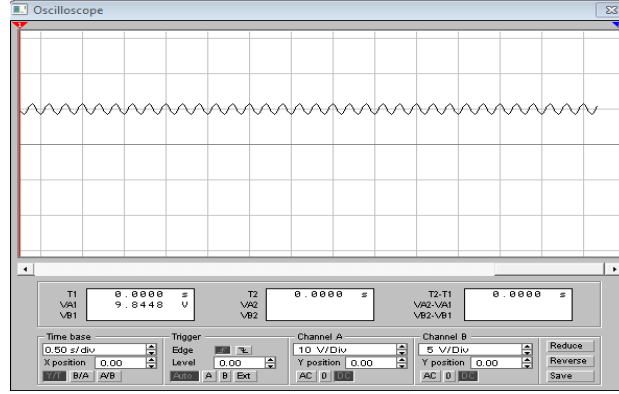 Oscilloscope
1
T1 0.0000 s T2 0.0000 s T2-T1 0.0000 s
VA1 9.8448 V VA2 VA2-VA1
VB1 VB2 VB2-VB1
Time base Trigger Channel A Channel B
0.50 s/div Edge 10 V/Div 5 V/Div Reduce
X position 0.00 Level 0.00 Y position 0.00 Y position 0.00 Reverse
Y/T B/A A/B Auto A B Ext AC 0 DC AC 0 DC Save